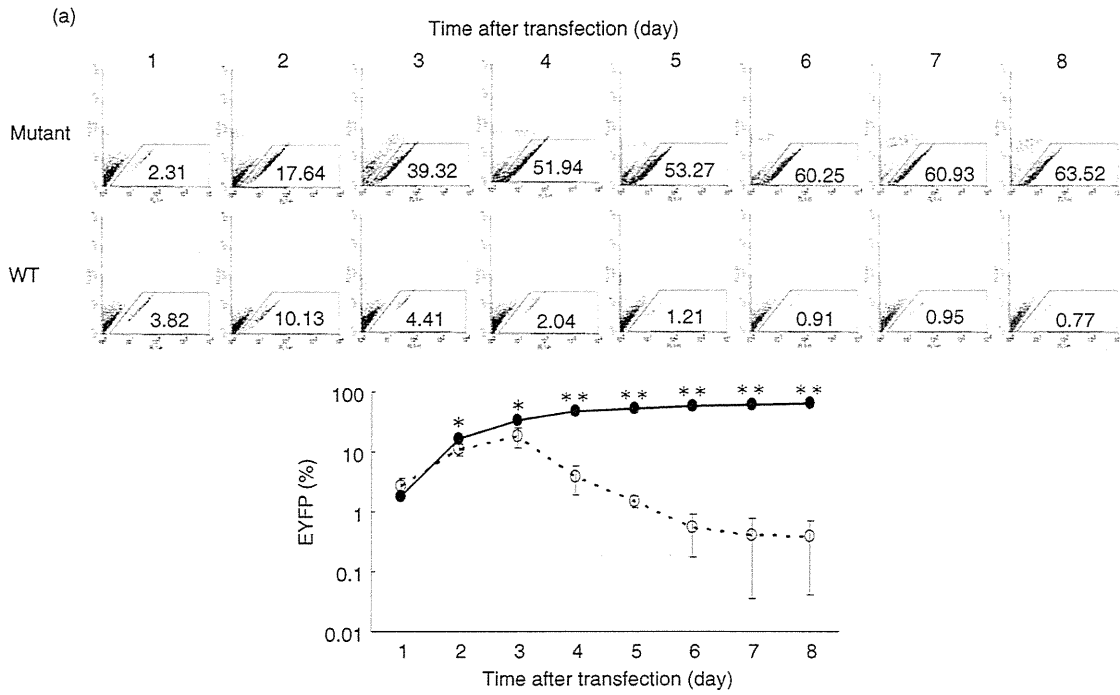 (a)
Time after transfection (day)
1 2 3 4 5 6 7 8
Mutant
2.31 17.64 39.32 51.94 53.27 60.25 60.93 63.52
WT
3.82 10.13 4.41 2.04 1.21 0.91 0.95 0.77
* * ** ** ** ** **
100
10
1
0.1
0.01
EYFP (%)
1 2 3 4 5 6 7 8
Time after transfection (day)